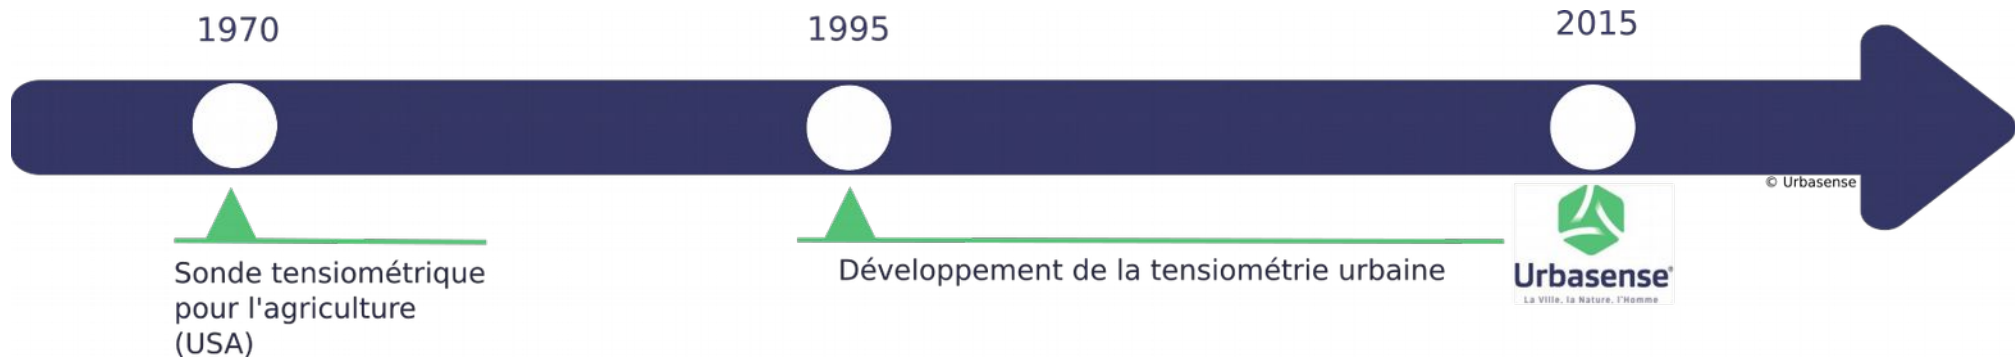 1970
1995
2015
© Urbasense
Sonde tensiométrique
pour l'agriculture
(USA)
Développement de la tensiométrie urbaine
Urbasense®
La Ville, la Nature, l'Homme